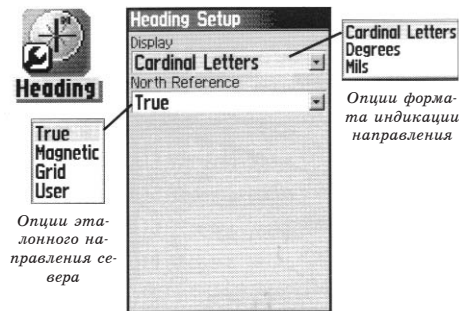 Heading
Heading Setup
Display
Cardinal Letters
North Reference
True
Cardinal Letters
Degrees
Mils
Опции форма-
та индикации
направления
True
Magnetic
Grid
User
Опции эта-
лонного на-
правления се-
вера